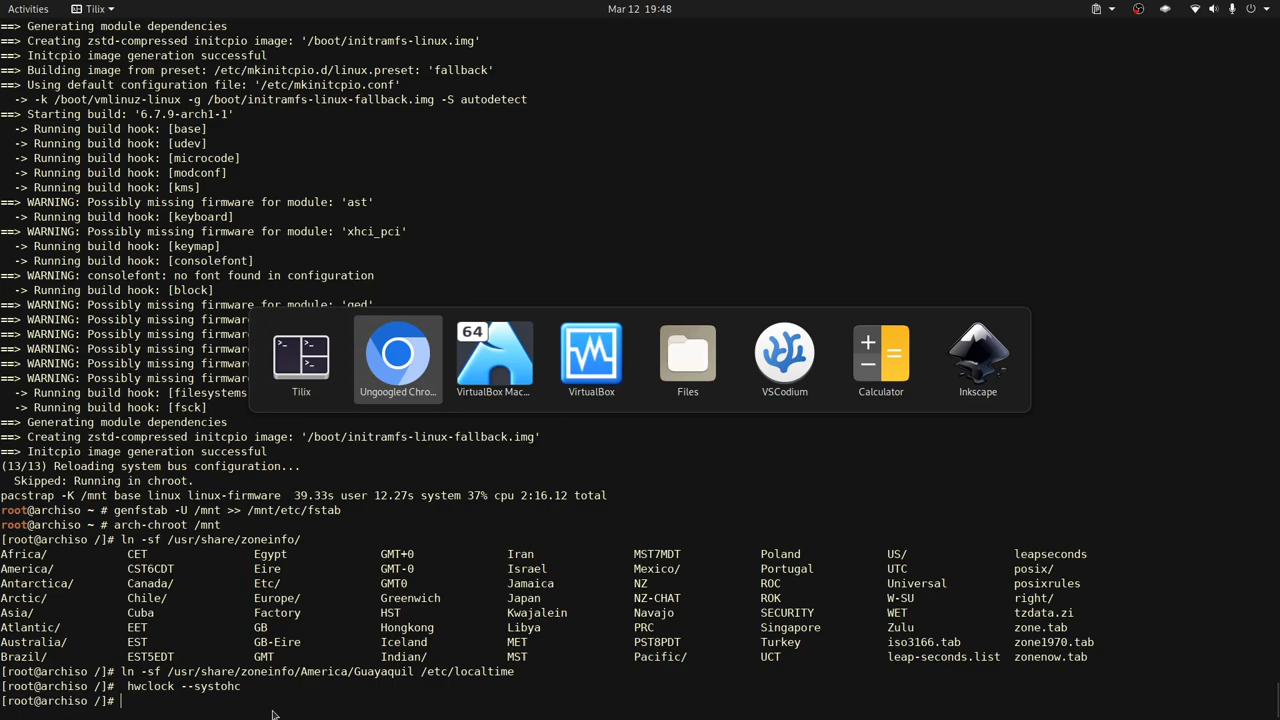 Activities Tilix Mar 12 19:48
==> Generating module dependencies
==> Creating zstd-compressed initcpio image: '/boot/initramfs-linux.img'
==> Initcpio image generation successful
==> Building image from preset: /etc/mkinitcpio.d/linux.preset: 'fallback'
==> Using default configuration file: '/etc/mkinitcpio.conf'
-> -k /boot/vmlinuz-linux -g /boot/initramfs-linux-fallback.img -S autodetect
==> Starting build: '6.7.9-arch1-1'
-> Running build hook: [base]
-> Running build hook: [udev]
-> Running build hook: [microcode]
-> Running build hook: [modconf]
-> Running build hook: [kms]
==> WARNING: Possibly missing firmware for module: 'ast'
-> Running build hook: [keyboard]
==> WARNING: Possibly missing firmware for module: 'xhci_pci'
-> Running build hook: [keymap]
-> Running build hook: [consolefont]
==> WARNING: consolefont: no font found in configuration
-> Running build hook: [block]
==> WARNING: Possibly missing firmware for module: 'qed'
==> WARNING: Possibly missing
==> WARNING: Possibly missing
==> WARNING: Possibly missing
==> WARNING: Possibly missing
==> WARNING: Possibly missing
-> Running build hook: [filesystems
-> Running build hook: [fsck]
64
Tilix Ungoogled Chro... VirtualBox Mac... VirtualBox Files VSCodium Calculator Inkscape
==> Generating module dependencies
==> Creating zstd-compressed initcpio image: '/boot/initramfs-linux-fallback.img'
==> Initcpio image generation successful
(13/13) Reloading system bus configuration...
Skipped: Running in chroot.
pacstrap -K /mnt base linux linux-firmware 39.33s user 12.27s system 37% cpu 2:16.12 total
root@archiso ~ # genfstab -U /mnt >> /mnt/etc/fstab
root@archiso ~ # arch-chroot /mnt
[root@archiso /]# ln -sf /usr/share/zoneinfo/
Africa/ CET Egypt GMT+0 Iran MST7MDT Poland US/ leapseconds
America/ CST6CDT Eire GMT-0 Israel Mexico/ Portugal UTC posix/
Antarctica/ Canada/ Etc/ GMT0 Jamaica NZ ROC Universal posixrules
Arctic/ Chile/ Europe/ Greenwich Japan NZ-CHAT ROK W-SU right/
Asia/ Cuba Factory HST Kwajalein Navajo SECURITY WET tzdata.zi
Atlantic/ EET GB Hongkong Libya PRC Singapore Zulu zone.tab
Australia/ EST GB-Eire Iceland MET PST8PDT Turkey iso3166.tab zone1970.tab
Brazil/ EST5EDT GMT Indian/ MST Pacific/ UCT leap-seconds.list zonenow.tab
[root@archiso /]# ln -sf /usr/share/zoneinfo/America/Guayaquil /etc/localtime
[root@archiso /]# hwclock --systohc
[root@archiso /]#